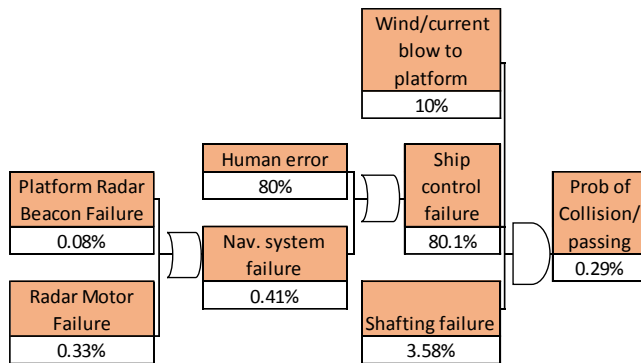 Wind/current
blow to
platform
10%
Human error
80%
Ship
control
failure
80.1%
Platform Radar
Beacon Failure
0.08%
Nav. system
failure
0.41%
Prob of
Collision/
passing
0.29%
Radar Motor
Failure
0.33%
Shafting failure
3.58%